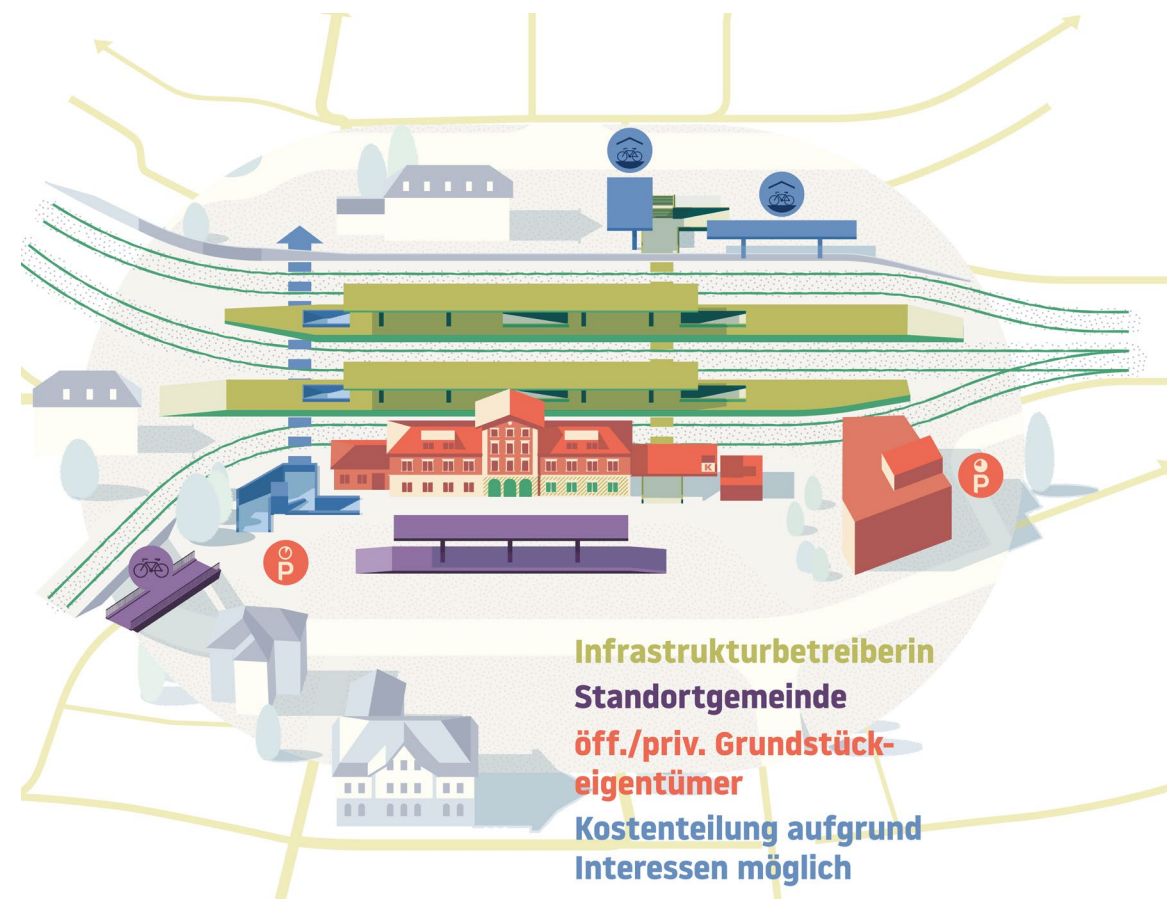 K
P
P
Infrastrukturbetreiberin
Standortgemeinde
öff./priv. Grundstück-
eigentümer
Kostenteilung aufgrund
Interessen möglich